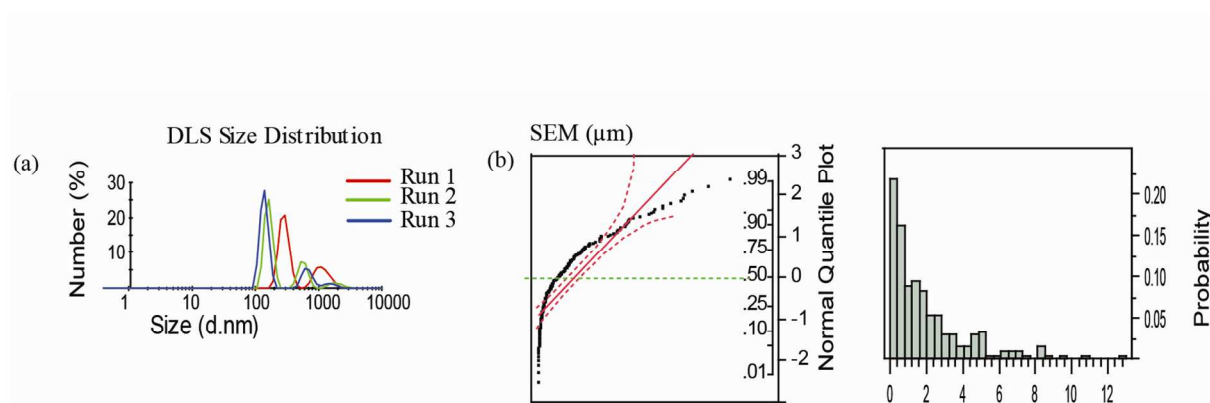 DLS Size Distribution
(a)
Number (%)
30
20
10
1 10 100 1000 10000
Size (d.nm)
Run 1
Run 2
Run 3
SEM (µm)
(b)
3
2
1
0
-1
-2
.99
.90
.75
.50
.25
.10
.01
Normal Quantile Plot
0.20
0.15
0.10
0.05
Probability
0 2 4 6 8 10 12